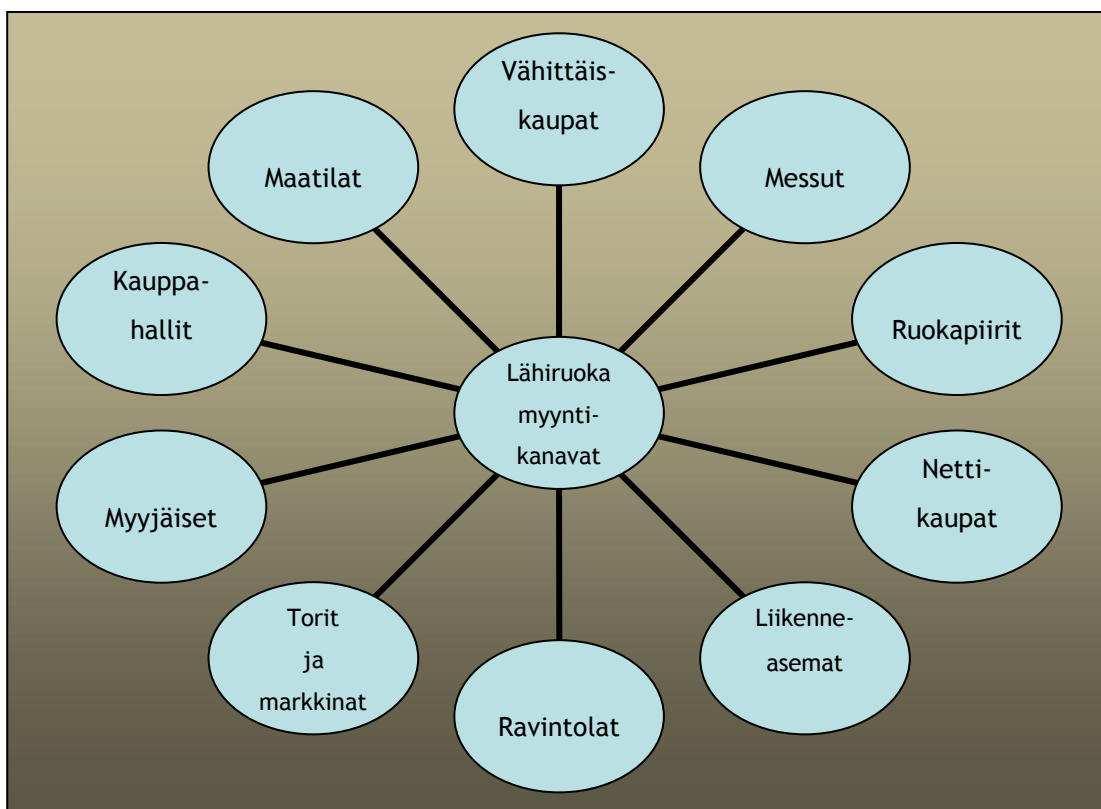 Vähittäis-
kaupat
Messut
Ruokapiirit
Netti-
kaupat
Liikenne-
asemat
Ravintolat
Torit
ja
markkinat
Myyjäiset
Kauppa-
hallit
Maatilat
Lähiruoka
myynti-
kanavat